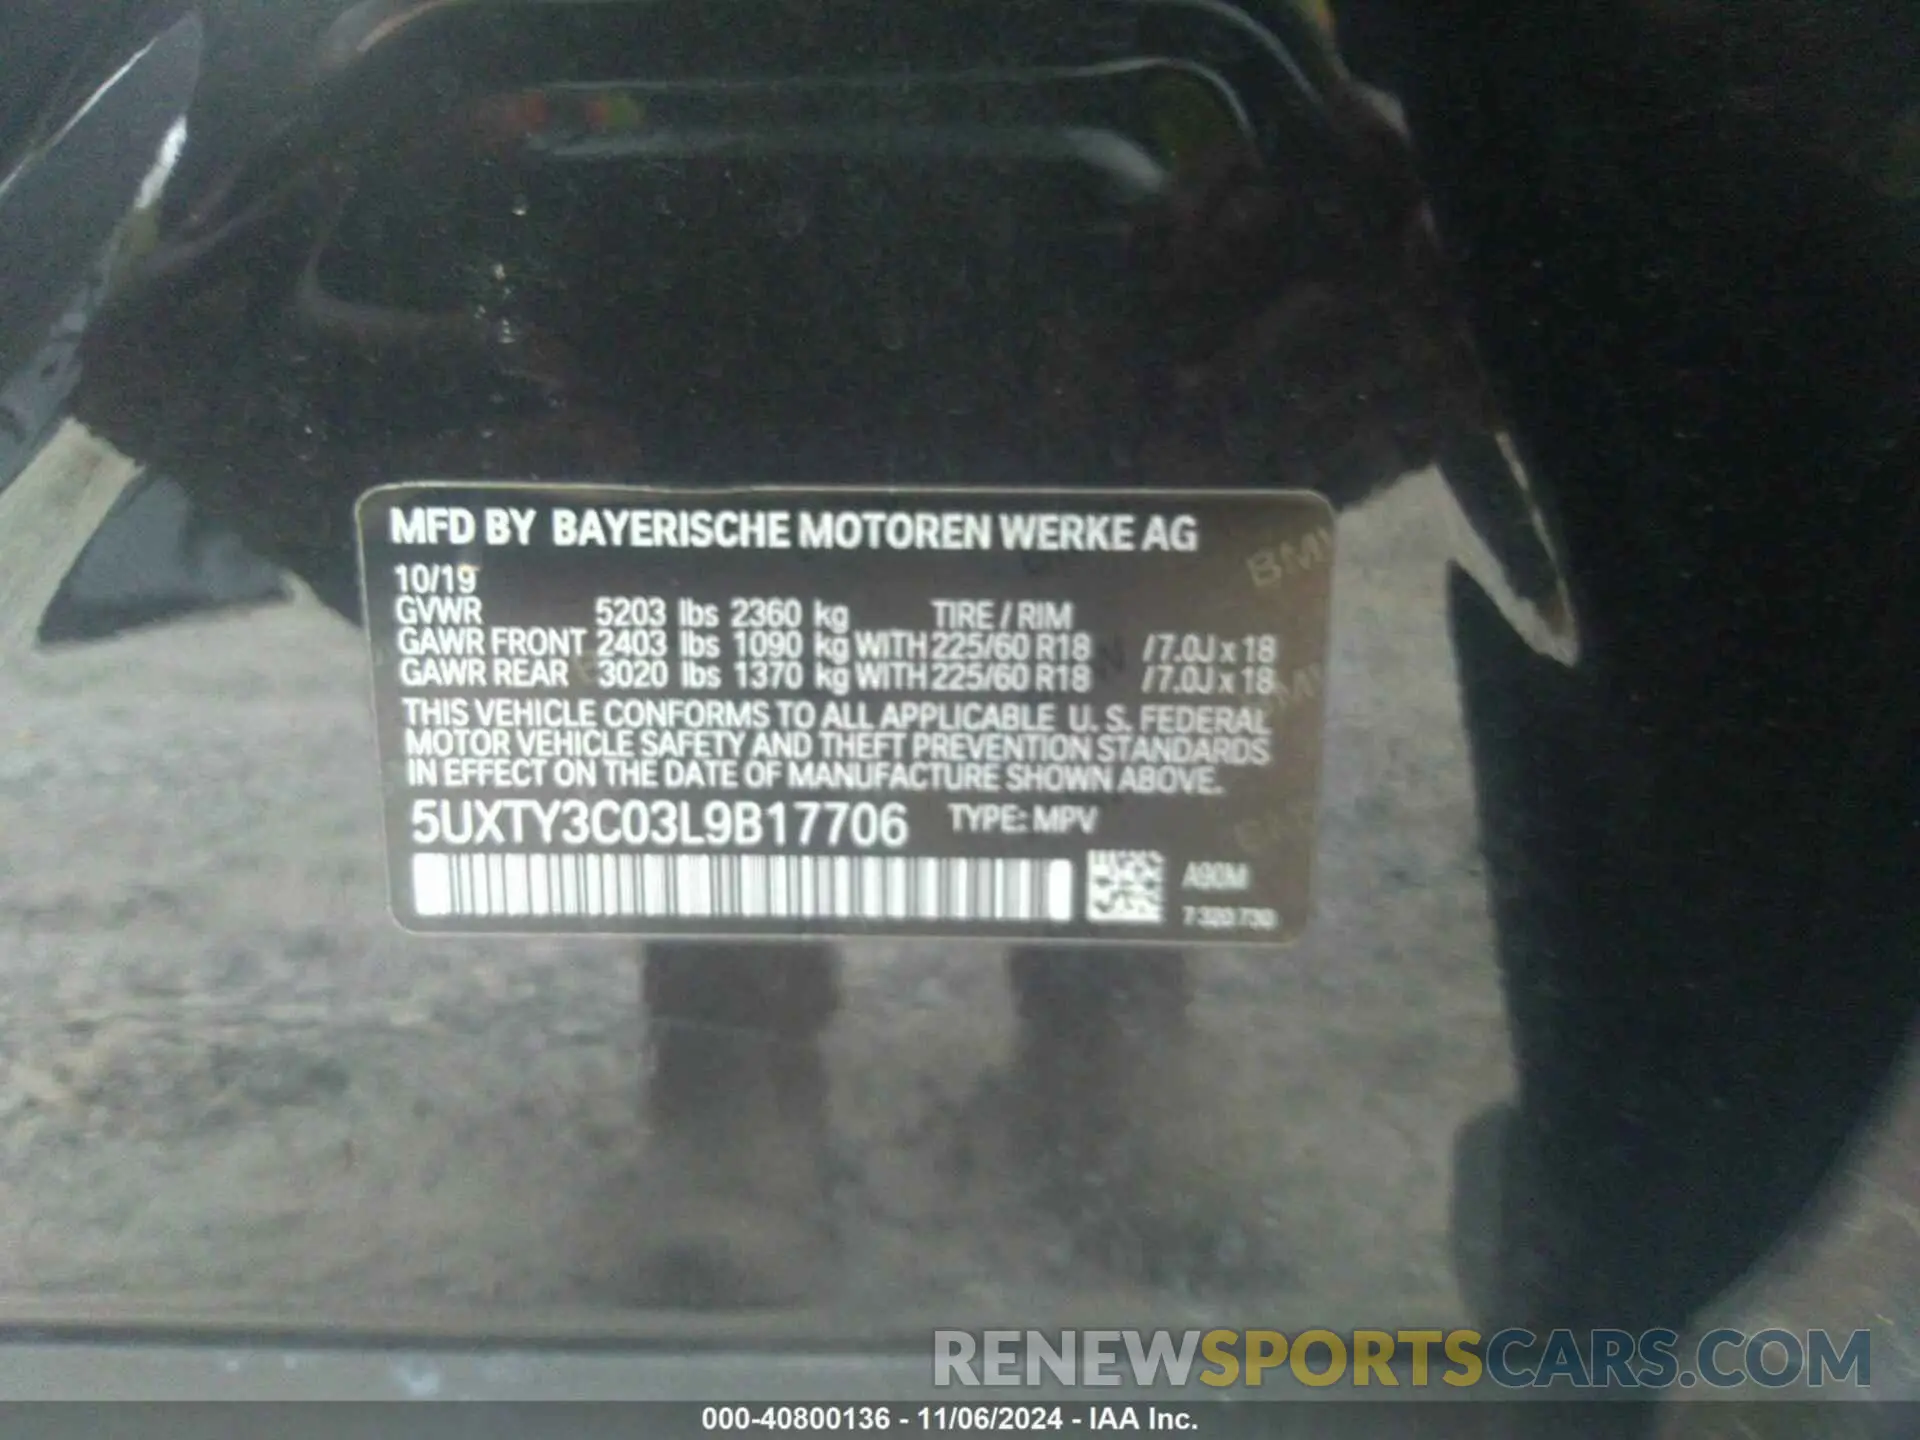 MFD BY BAYERISCHE MOTOREN WERKE AG
10/19
GVWR 5203 lbs 2360 kg TIRE / RIM
GAWR FRONT 2403 lbs 1090 kg WITH 225/60 R18 / 7.0J x 18
GAWR REAR 3020 lbs 1370 kg WITH 225/60 R18 / 7.0J x 18
THIS VEHICLE CONFORMS TO ALL APPLICABLE U. S. FEDERAL
MOTOR VEHICLE SAFETY AND THEFT PREVENTION STANDARDS
IN EFFECT ON THE DATE OF MANUFACTURE SHOWN ABOVE.
5UXTY3C03L9B17706 TYPE: MPV
A90M
7 320 730
RENEWSPORTSCARS.COM
000-40800136 - 11/06/2024 - IAA Inc.